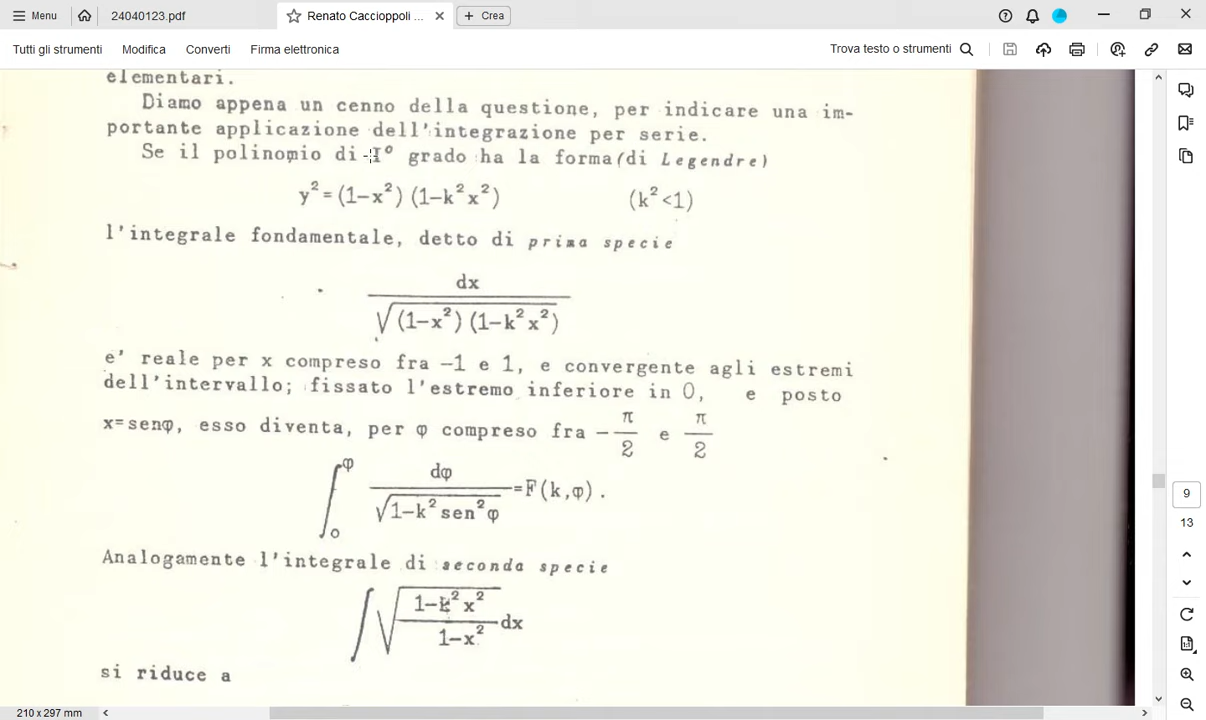 Menu
24040123.pdf
Renato Caccioppoli ...
Crea
Tutti gli strumenti
Modifica
Converti
Firma elettronica
Trova testo o strumenti
elementari.
Diamo appena un cenno della questione, per indicare una im-
portante applicazione dell'integrazione per serie.
Se il polinomio di I° grado ha la forma(di Legendre)
y²=(1-x²)(1-k²x²) (k²<1)
l'integrale fondamentale, detto di prima specie
dx
√(1-x²)(1-k²x²)
e' reale per x compreso fra -1 e 1, e convergente agli estremi
dell'intervallo; fissato l'estremo inferiore in 0, e posto
x=senφ, esso diventa, per φ compreso fra -π/2 e π/2
∫₀^φ dφ/√1-k²sen²φ =F(k,φ).
Analogamente l'integrale di seconda specie
∫√1-k²x²/1-x² dx
si riduce a
9
13
210 x 297 mm